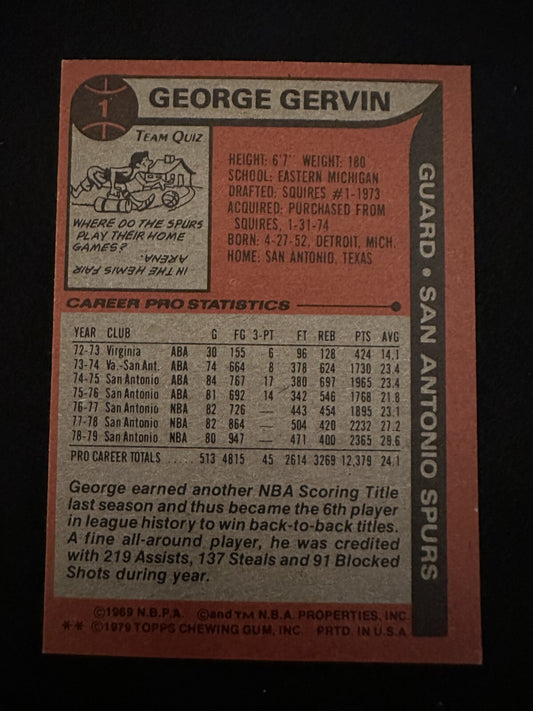 1
GEORGE GERVIN
TEAM QUIZ
WHERE DO THE SPURS
PLAY THEIR HOME
GAMES?
IN THE HEMIS FAIR
ARENA
HEIGHT: 6'7" WEIGHT: 180
SCHOOL: EASTERN MICHIGAN
DRAFTED: SQUIRES #1-1973
ACQUIRED: PURCHASED FROM
SQUIRES, 1-31-74
BORN: 4-27-52, DETROIT, MICH.
HOME: SAN ANTONIO, TEXAS
GUARD • SAN ANTONIO SPURS
CAREER PRO STATISTICS
YEAR CLUB G FG 3-PT FT REB PTS AVG
72-73 Virginia ABA 30 155 6 96 128 424 14.1
73-74 Va.-San Ant. ABA 74 664 8 378 624 1730 23.4
74-75 San Antonio ABA 84 767 17 380 697 1965 23.4
75-76 San Antonio ABA 81 692 14 342 546 1768 21.8
76-77 San Antonio NBA 82 726 — 443 454 1895 23.1
77-78 San Antonio NBA 82 864 — 504 420 2232 27.2
78-79 San Antonio NBA 80 947 — 471 400 2365 29.6
PRO CAREER TOTALS ..... 513 4815 45 2614 3269 12,379 24.1
George earned another NBA Scoring Title
last season and thus became the 6th player
in league history to win back-to-back titles.
A fine all-around player, he was credited
with 219 Assists, 137 Steals and 91 Blocked
Shots during year.
©1969 N.B.P.A. ©and TM N.B.A. PROPERTIES, INC.
** ©1979 TOPPS CHEWING GUM, INC. PRTD. IN U.S.A.